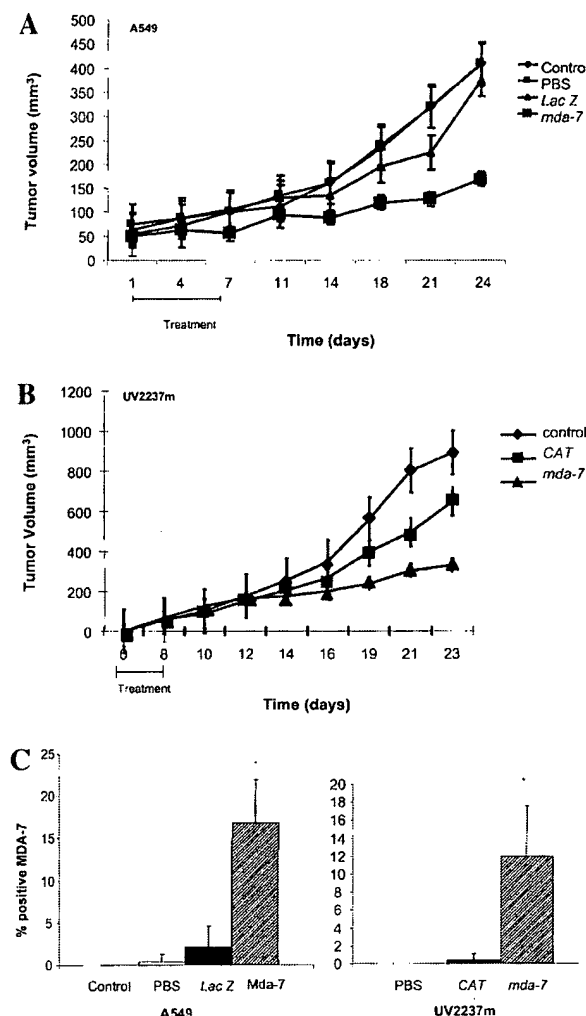 A
A549
500
450
400
350
300
250
200
150
100
50
0
Tumor volume (mm³)
Control
PBS
Lac Z
mda-7
1 4 7 11 14 18 21 24
Treatment
Time (days)
B
UV2237m
1200
1000
800
600
400
200
0
Tumor Volume (mm³)
control
CAT
mda-7
6 8 10 12 14 16 19 21 23
Treatment
Time (days)
C
25
20
15
10
5
0
% positive MDA-7
Control PBS Lac Z Mda-7
A549
20
18
16
14
12
10
8
6
4
2
0
PBS CAT mda-7
UV2237m